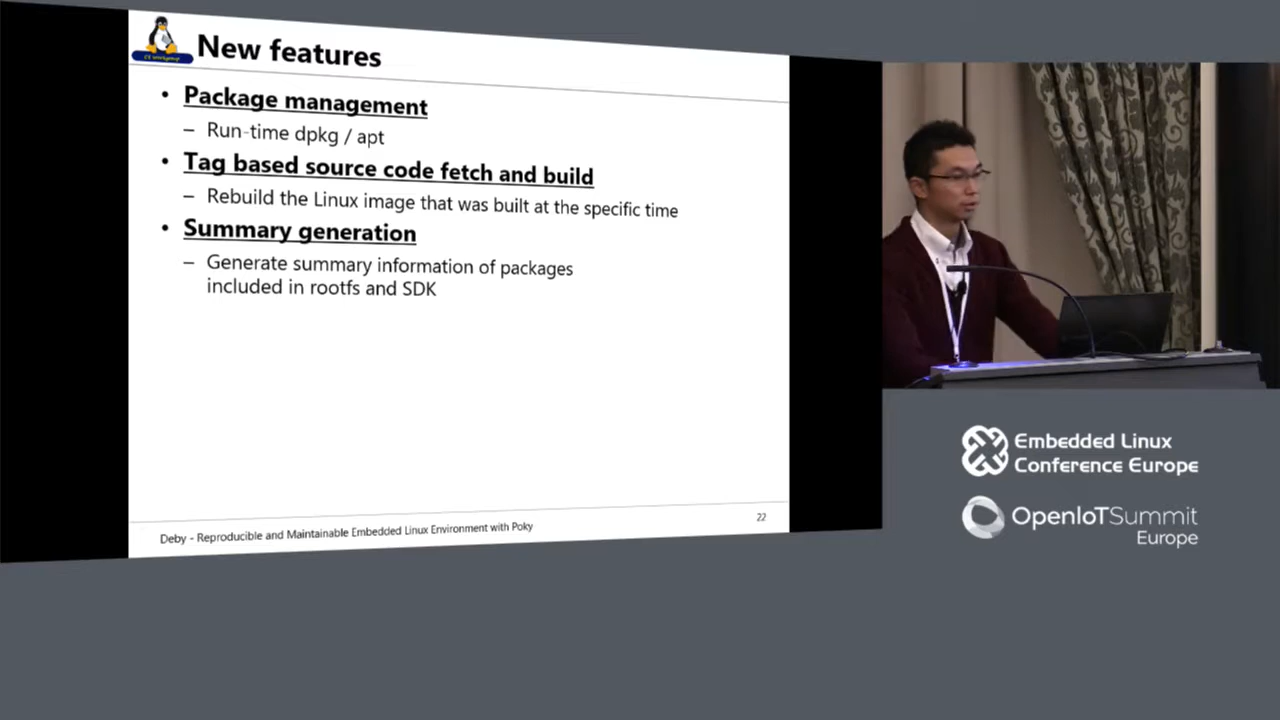 New features
• Package management
– Run-time dpkg / apt
• Tag based source code fetch and build
– Rebuild the Linux image that was built at the specific time
• Summary generation
– Generate summary information of packages
included in rootfs and SDK
Deby - Reproducible and Maintainable Embedded Linux Environment with Poky
22
Embedded Linux
Conference Europe
OpenIoTSummit
Europe